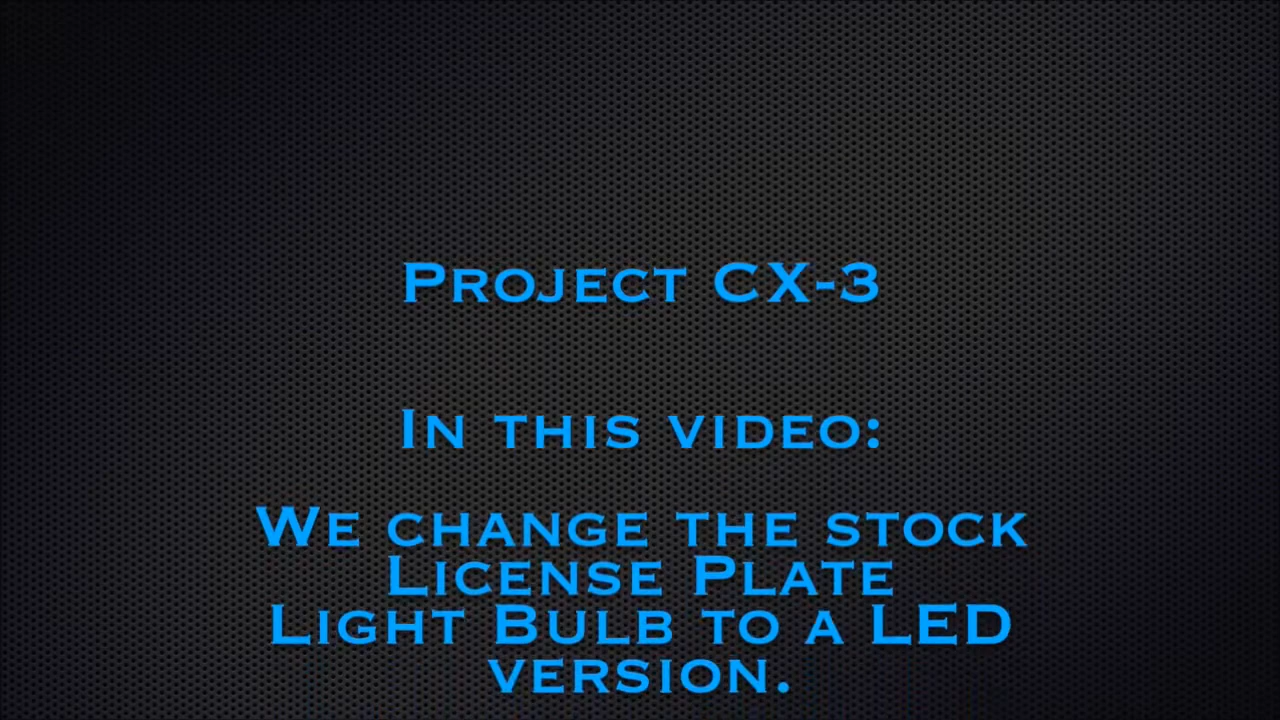 Project CX-3
In this video:
We change the stock
License Plate
Light Bulb to a LED
version.